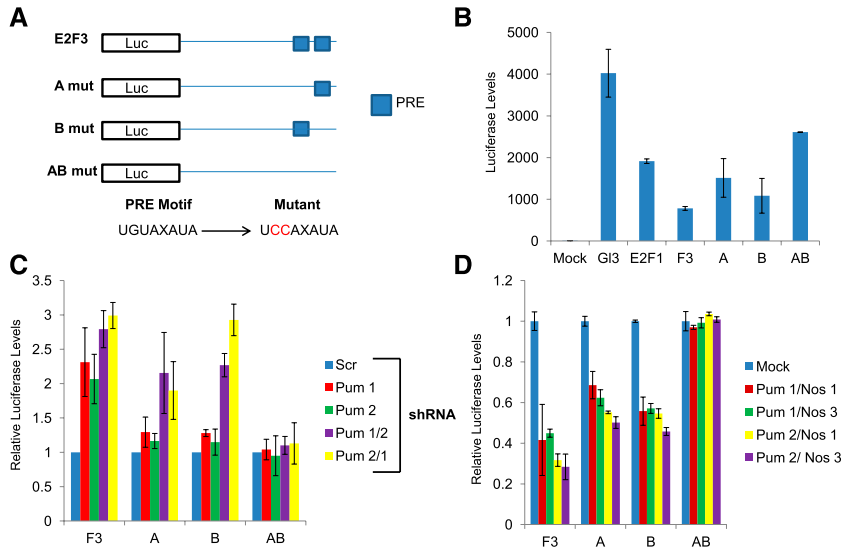 A
E2F3
Luc
A mut
Luc
PRE
B mut
Luc
AB mut
Luc
PRE Motif
Mutant
UGUAXAUA
UCCAXAUA
B
Luciferase Levels
5000
4000
3000
2000
1000
0
Mock
Gl3
E2F1
F3
A
B
AB
C
Relative Luciferase Levels
3.5
3
2.5
2
1.5
1
0.5
0
F3
A
B
AB
Scr
Pum 1
Pum 2
Pum 1/2
Pum 2/1
shRNA
D
Relative Luciferase Levels
1.2
1
0.8
0.6
0.4
0.2
0
F3
A
B
AB
Mock
Pum 1/Nos 1
Pum 1/Nos 3
Pum 2/Nos 1
Pum 2/ Nos 3